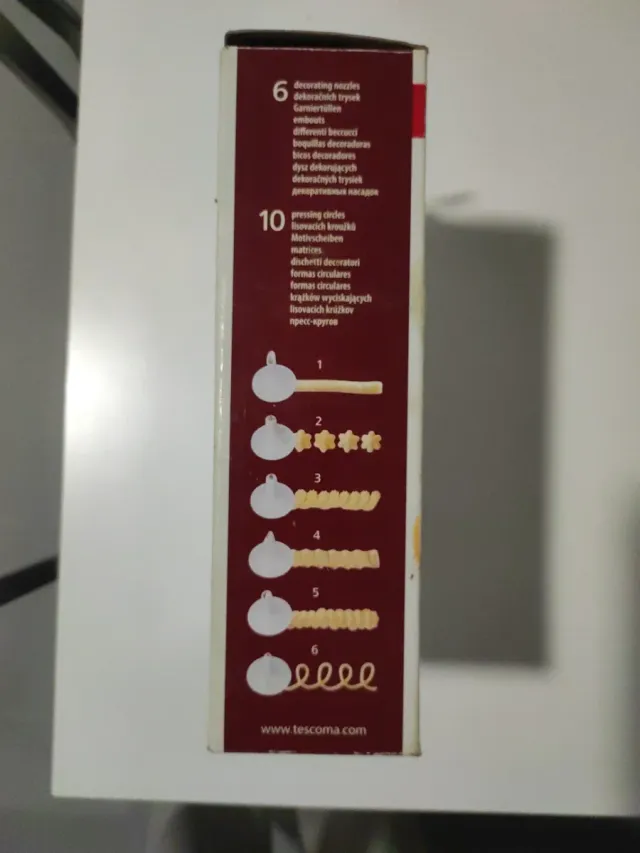 6 decorating nozzles
dekoračních trysek
Garniertüllen
embouts
differenti beccucci
boquillas decoradoras
bicos decoradores
dysz dekorujących
dekoračných trysiek
декоративных насадок
10 pressing circles
lisovacích kroužků
Motivscheiben
matrices
dischetti decoratori
formas circulares
formas circulares
krążków wyciskających
lisovacích krúžkov
пресс-кругов
1
2
3
4
5
6
www.tescoma.com